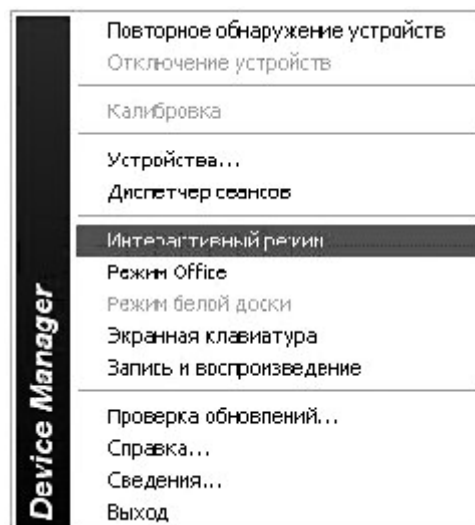 Повторное обнаружение устройств
Отключение устройств
Калибровка
Устройства...
Диспетчер сеансов
Интерактивный режим
Режим Office
Режим белой доски
Экранная клавиатура
Запись и воспроизведение
Проверка обновлений...
Справка...
Сведения...
Выход
Device Manager